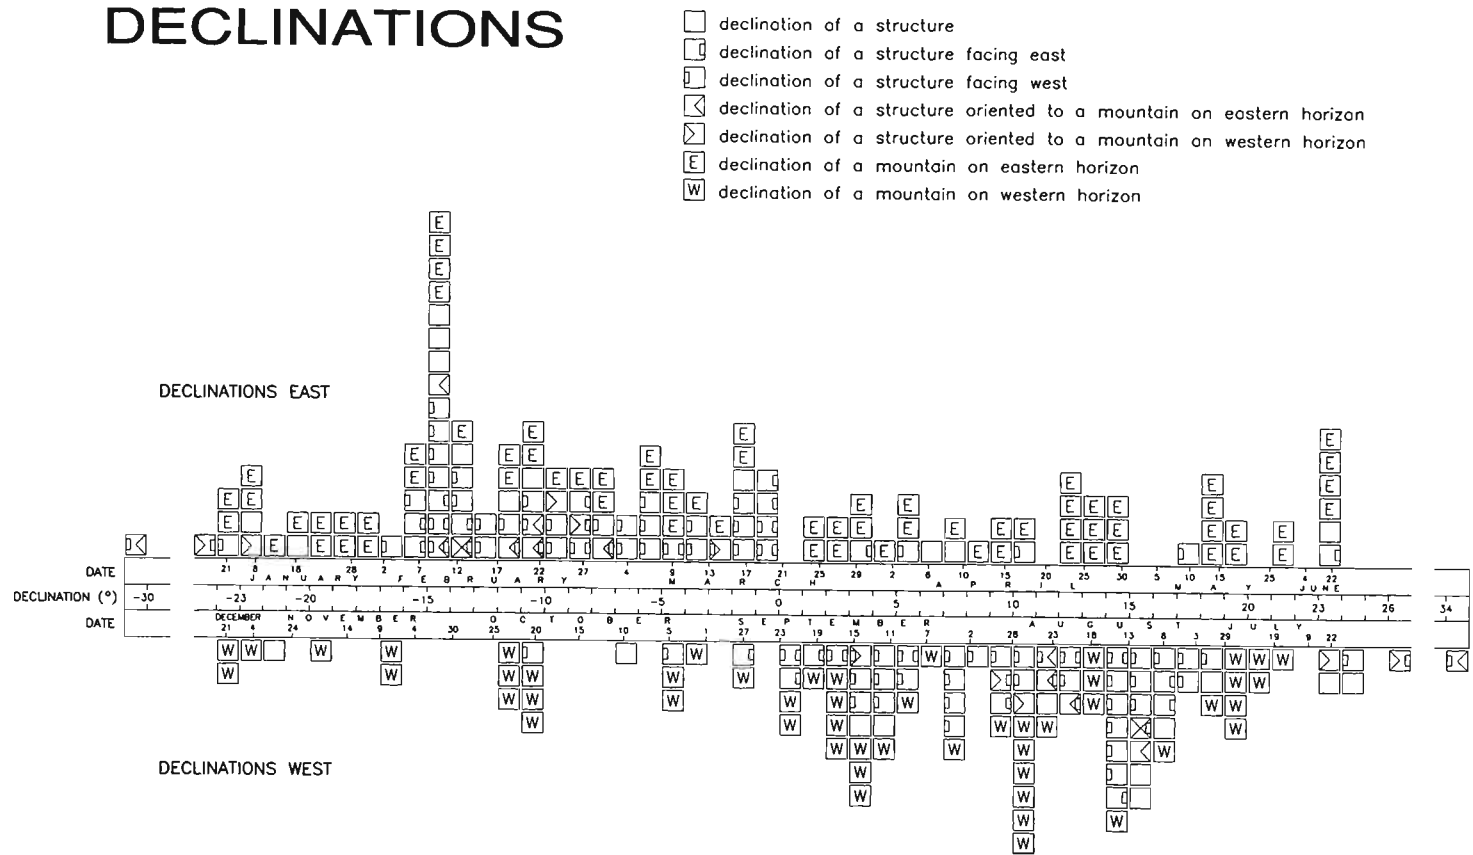 DECLINATIONS
declination of a structure
declination of a structure facing east
declination of a structure facing west
declination of a structure oriented to a mountain on eastern horizon
declination of a structure oriented to a mountain on western horizon
E declination of a mountain on eastern horizon
W declination of a mountain on western horizon
DECLINATIONS EAST
DATE 21 8 16 28 2 7 12 17 22 27 4 9 13 17 21 25 29 2 6 10 15 20 25 30 5 10 15 25 4 22
JANUARY FEBRUARY MARCH APRIL MAY JUNE
DECLINATION (°) -30 -23 -20 -15 -10 -5 0 5 10 15 20 23 26 34
DECEMBER NOVEMBER OCTOBER SEPTEMBER AUGUST JULY
DATE 21 4 24 14 9 4 30 25 20 15 10 5 1 27 23 19 15 11 7 2 28 23 18 13 8 3 29 19 9 22
DECLINATIONS WEST